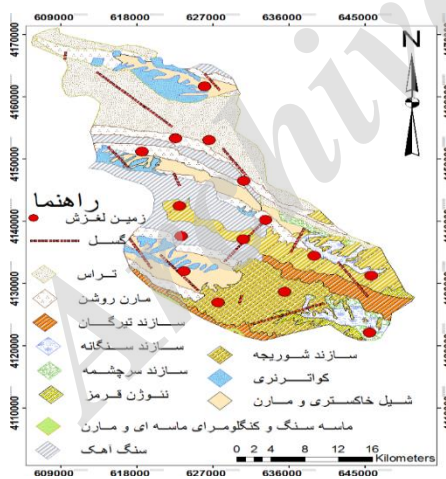 609000 618000 627000 636000 645000
4170000
4160000
4150000
4140000
4130000
4120000
4110000
N
Archive
راهنما
زمین لغزش
گسل
تراس
مارن روشن
سازند تیرگان
سازند سنگانه
سازند سرچشمه
نئوژن قرمز
ماسه سنگ و کنگلومرای ماسه ای و مارن
سنگ آهک
سازند شوریجه
کواترنری
شیل خاکستری و مارن
0 2 4 8 12 16
Kilometers
609000 618000 627000 636000 645000